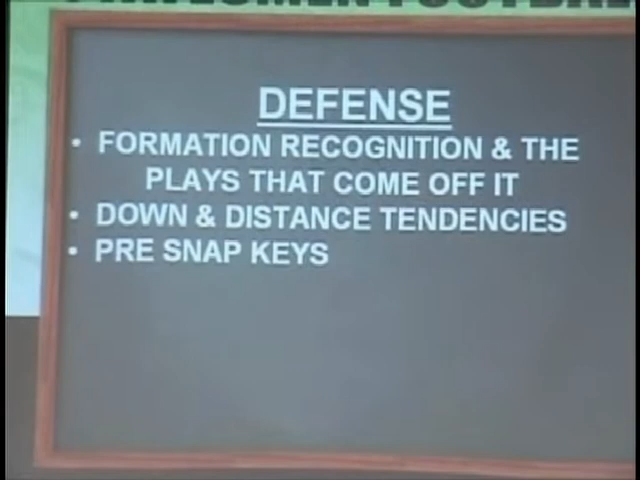 DEFENSE
• FORMATION RECOGNITION & THE
PLAYS THAT COME OFF IT
• DOWN & DISTANCE TENDENCIES
• PRE SNAP KEYS